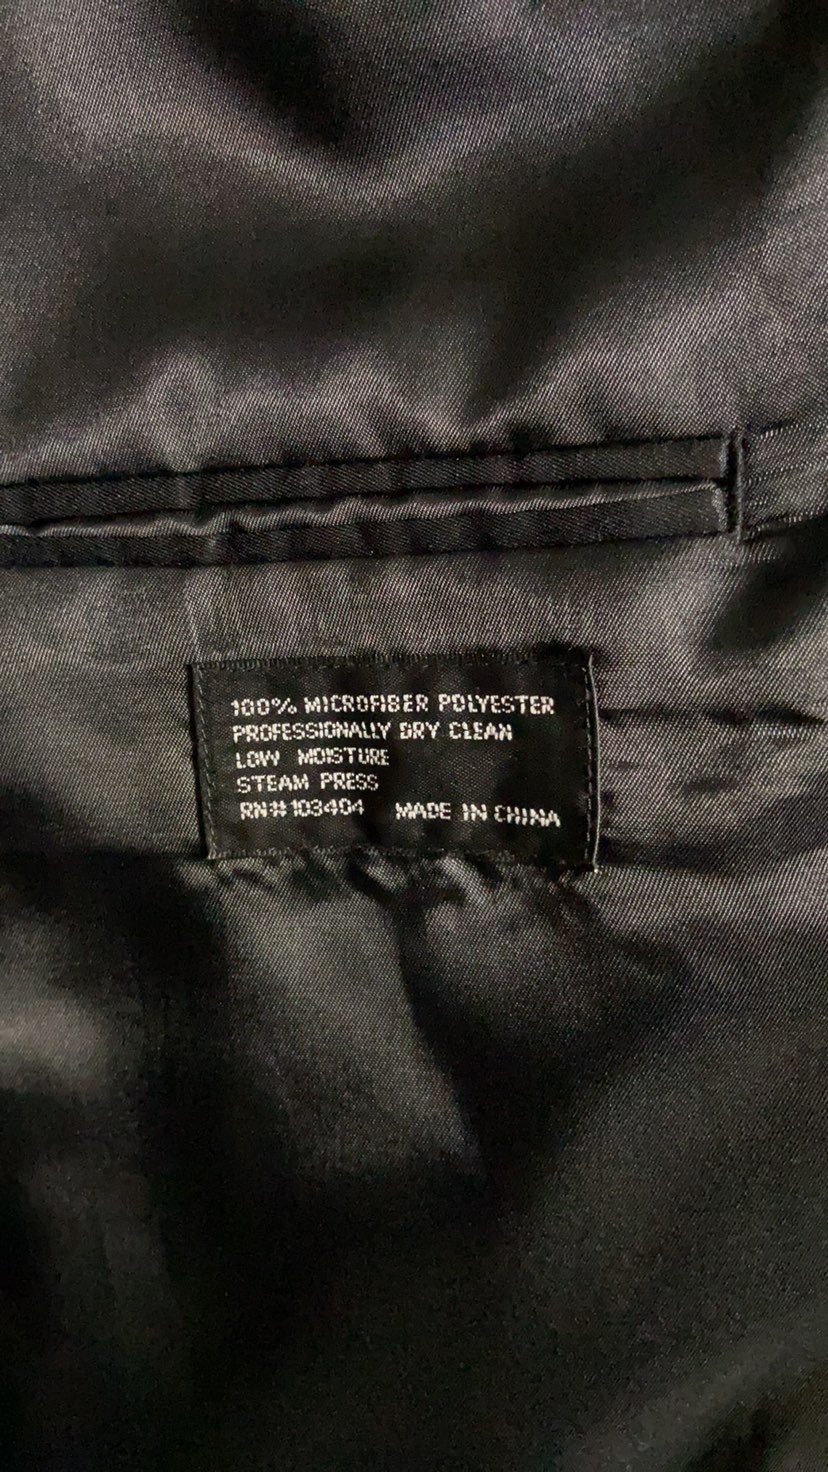 100% MICROFIBER POLYESTER
PROFESSIONALLY DRY CLEAN
LOW MOISTURE
STEAM PRESS
RN#103404 MADE IN CHINA